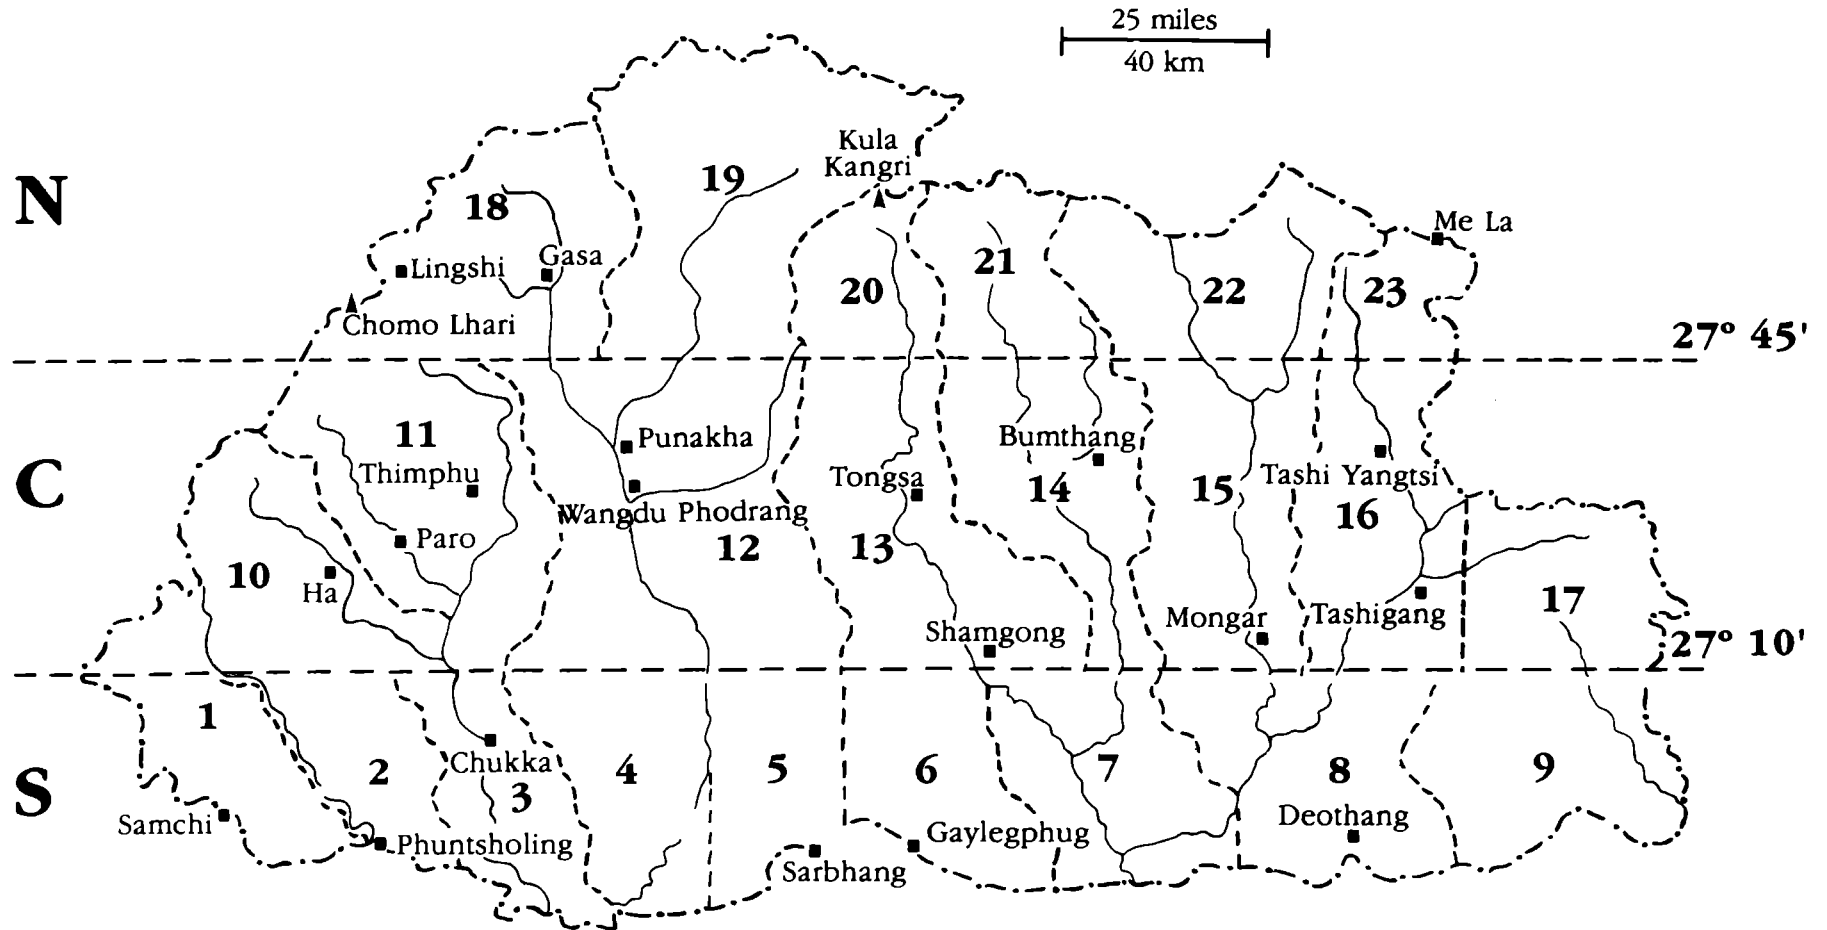 25 miles
40 km
Kula
Kangri
N
18
19
Me La
Lingshi
Gasa
20
21
22
23
Chomo Lhari
27° 45'
11
Punakha
Bumthang
C
Thimphu
Tongsa
14
15
Tashi Yangtsi
Wangdu Phodrang
16
Paro
12
13
10
Ha
17
Shamgong
Mongar
Tashigang
27° 10'
1
S
2
Chukka
3
4
5
6
7
8
9
Samchi
Phuntsholing
Sarbhang
Gaylegphug
Deothang